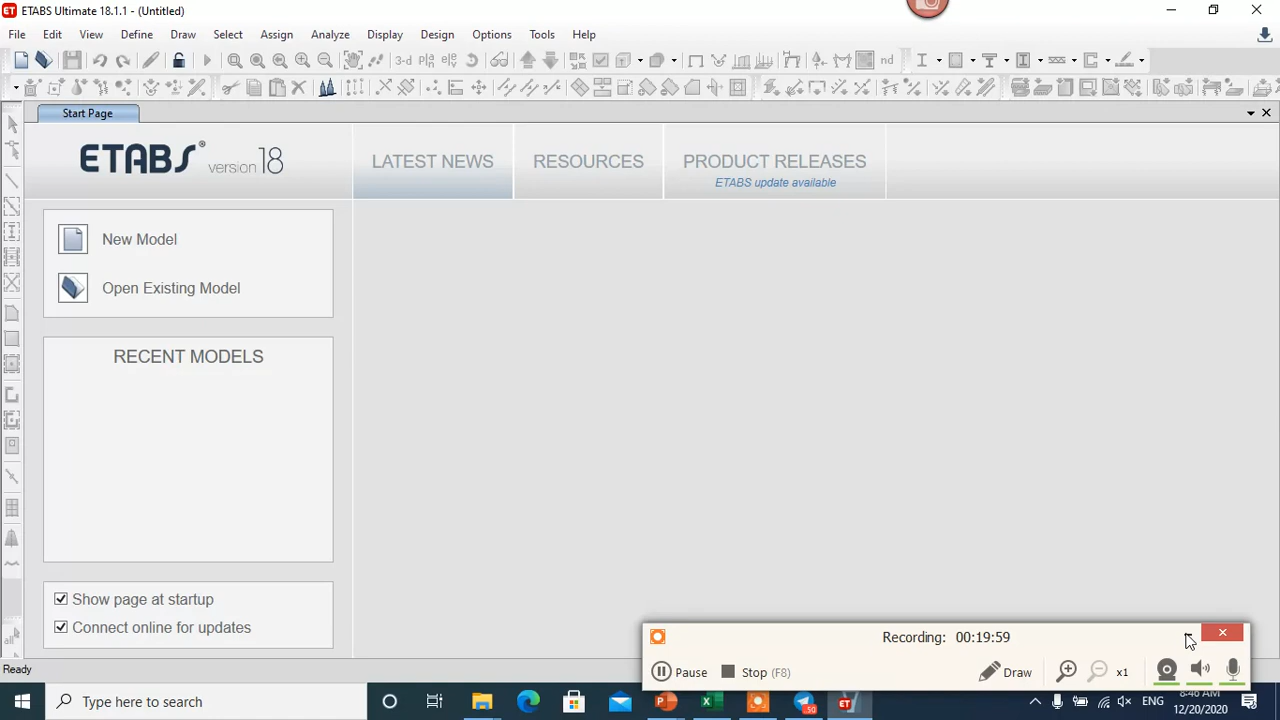 ETABS Ultimate 18.1.1 - (Untitled)
File Edit View Define Draw Select Assign Analyze Display Design Options Tools Help
3-d nd
Start Page
ETABS® version 18
LATEST NEWS
RESOURCES
PRODUCT RELEASES
ETABS update available
New Model
Open Existing Model
RECENT MODELS
Show page at startup
Connect online for updates
Recording: 00:19:59
Pause Stop (F8) Draw x1
Ready
Type here to search
ENG
8:46 AM
12/20/2020